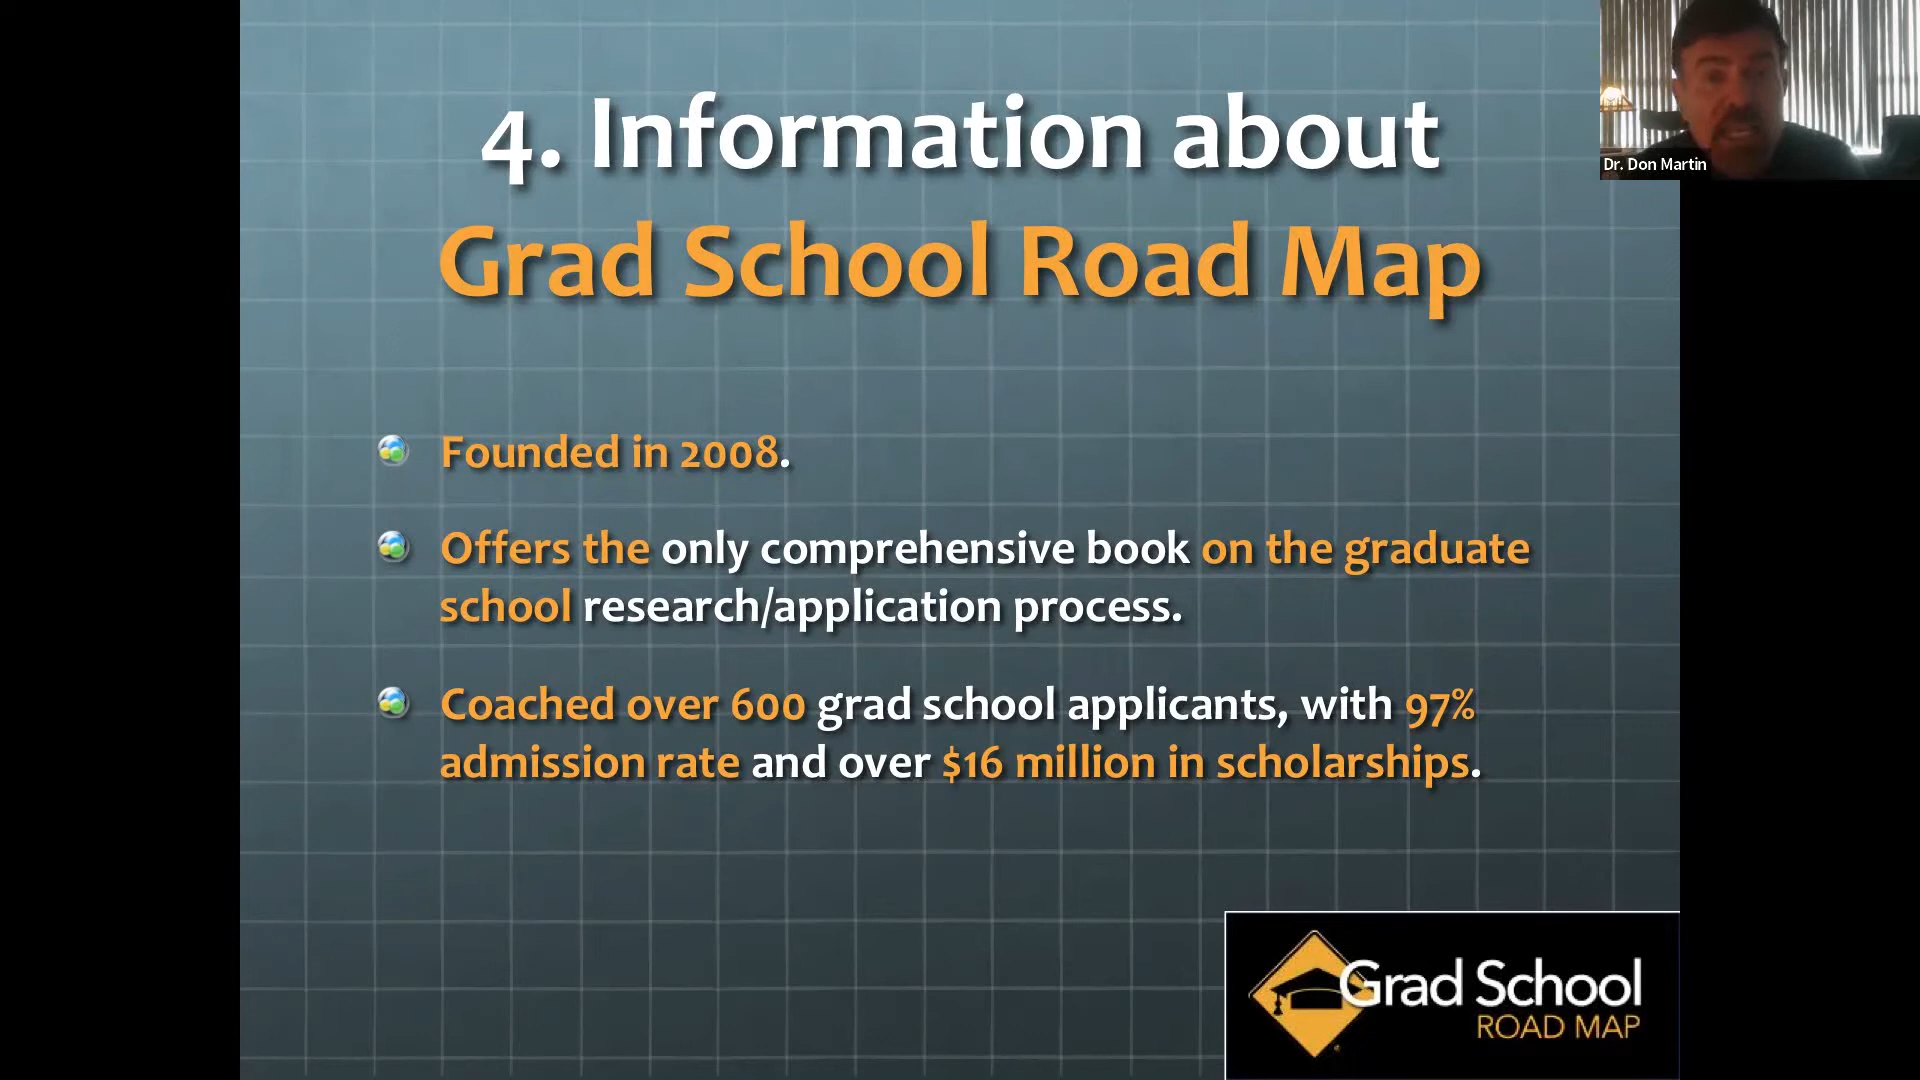 4. Information about
Grad School Road Map
Founded in 2008.
Offers the only comprehensive book on the graduate
school research/application process.
Coached over 600 grad school applicants, with 97%
admission rate and over $16 million in scholarships.
Dr. Don Martin
Grad School
ROAD MAP